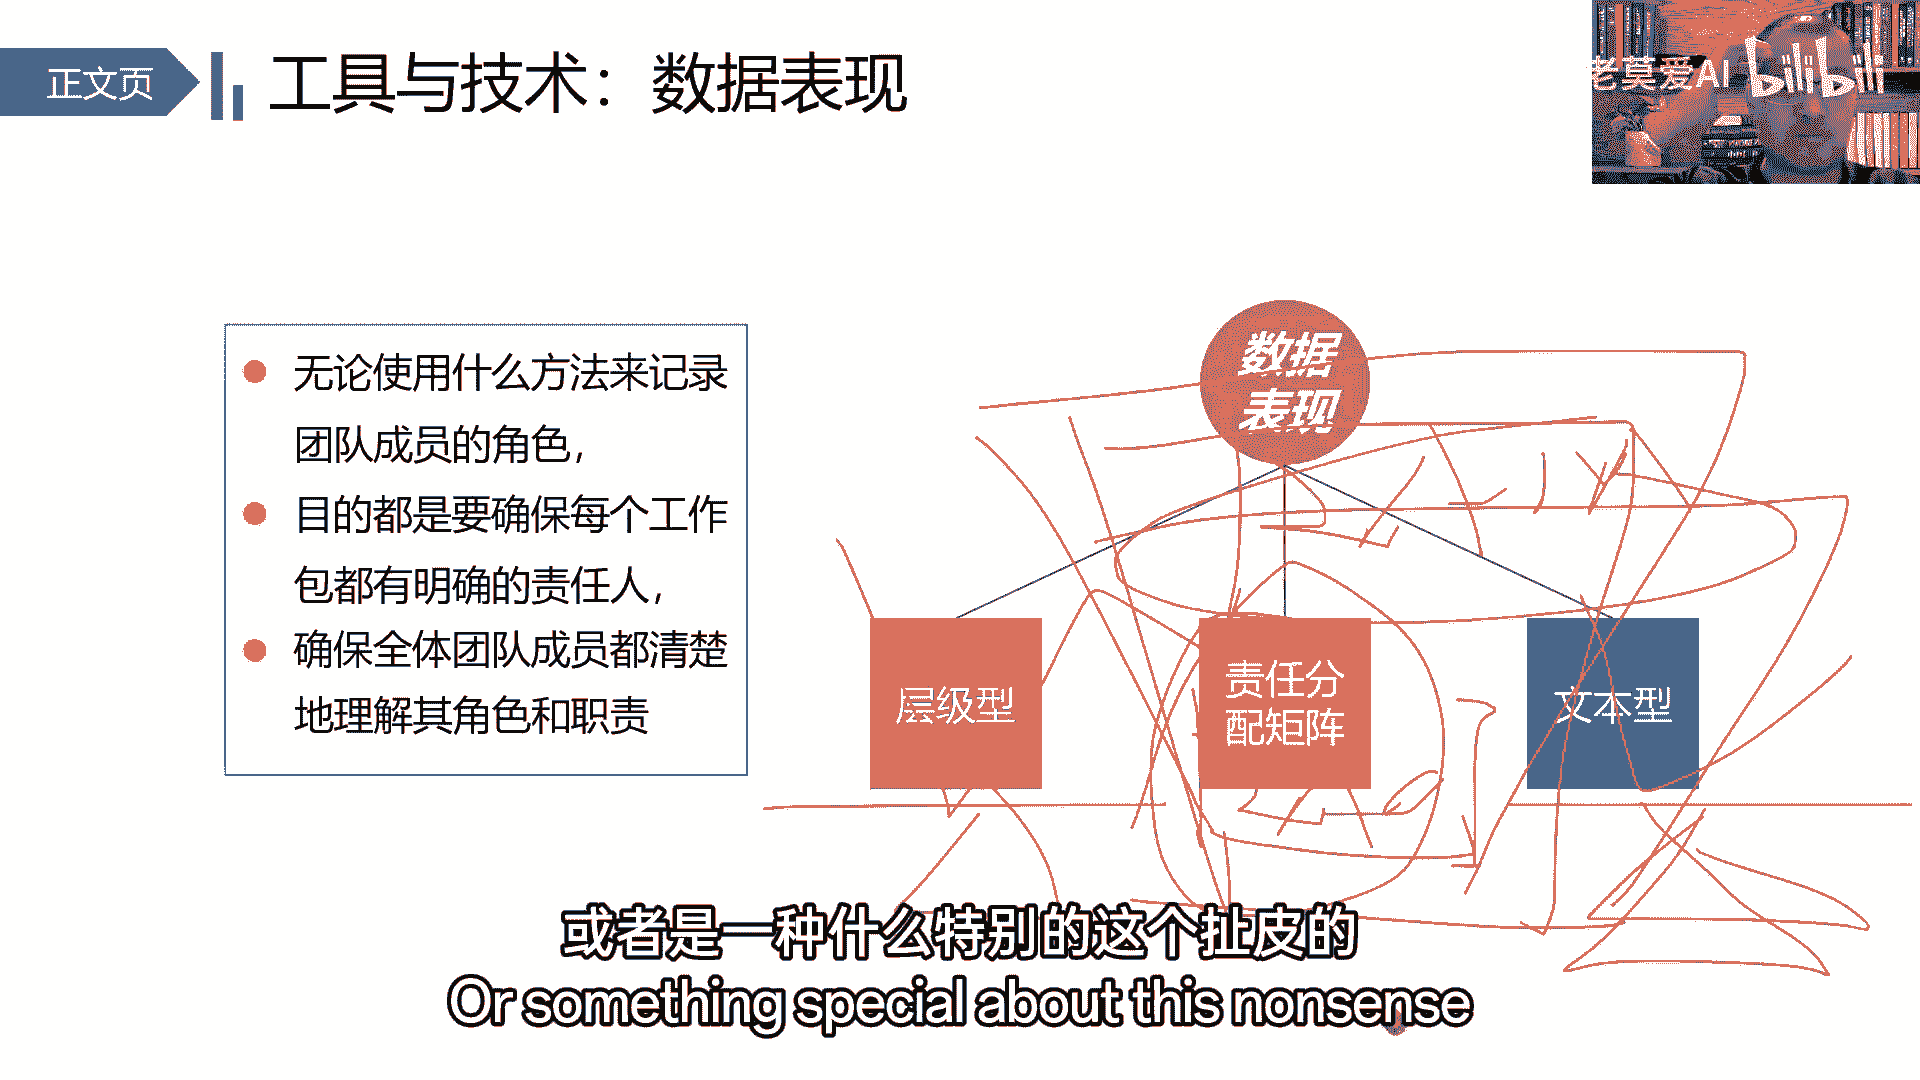 正文页
工具与技术：数据表现
老莫爱AI
bilibili
无论使用什么方法来记录
团队成员的角色，
目的都是要确保每个工作
包都有明确的责任人，
确保全体团队成员都清楚
地理解其角色和职责
数据
表现
层级型
责任分
配矩阵
文本型
或者是一种什么特别的这个扯皮的
Or something special about this nonsense